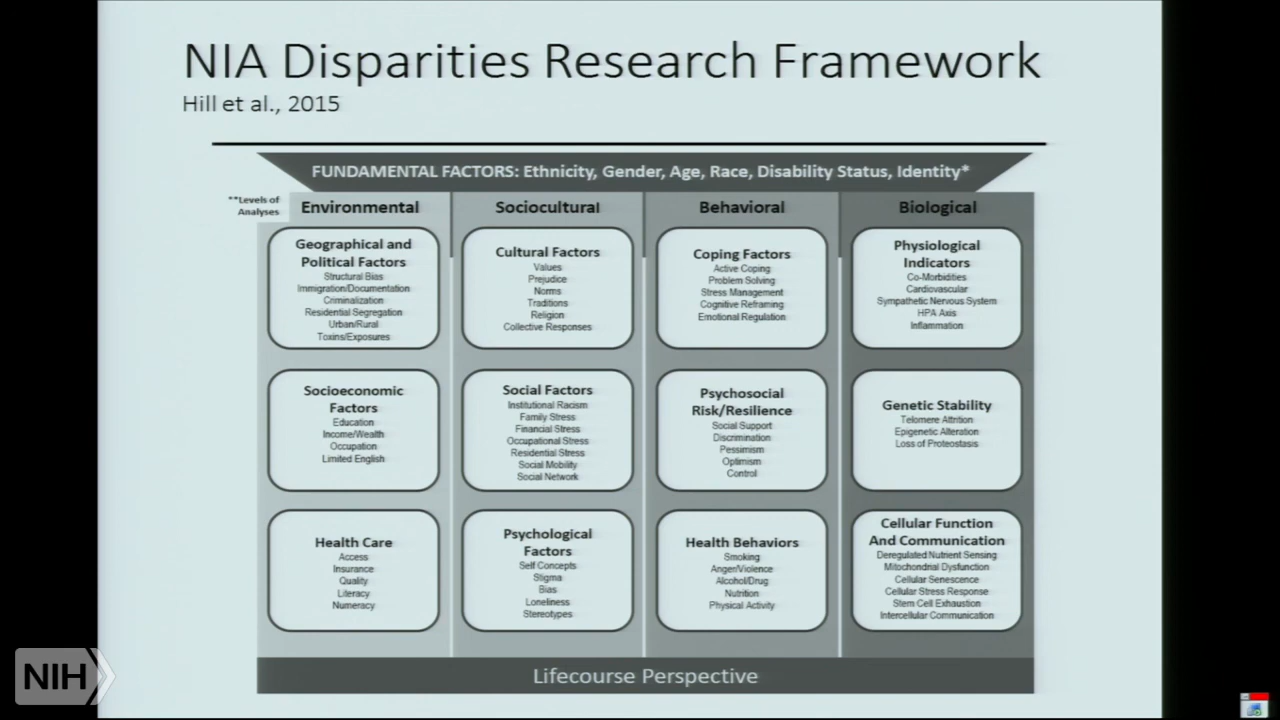 NIA Disparities Research Framework
Hill et al., 2015
FUNDAMENTAL FACTORS: Ethnicity, Gender, Age, Race, Disability Status, Identity*
**Levels of
Analyses
Environmental
Sociocultural
Behavioral
Biological
Geographical and
Political Factors
Structural Bias
Immigration/Documentation
Criminalization
Residential Segregation
Urban/Rural
Toxins/Exposures
Cultural Factors
Values
Prejudice
Norms
Traditions
Religion
Collective Responses
Coping Factors
Active Coping
Problem Solving
Stress Management
Cognitive Reframing
Emotional Regulation
Physiological
Indicators
Co-Morbidities
Cardiovascular
Sympathetic Nervous System
HPA Axis
Inflammation
Socioeconomic
Factors
Education
Income/Wealth
Occupation
Limited English
Social Factors
Institutional Racism
Family Stress
Financial Stress
Occupational Stress
Residential Stress
Social Mobility
Social Network
Psychosocial
Risk/Resilience
Social Support
Discrimination
Pessimism
Optimism
Control
Genetic Stability
Telomere Attrition
Epigenetic Alteration
Loss of Proteostasis
Health Care
Access
Insurance
Quality
Literacy
Numeracy
Psychological
Factors
Self Concepts
Stigma
Bias
Loneliness
Stereotypes
Health Behaviors
Smoking
Anger/Violence
Alcohol/Drug
Nutrition
Physical Activity
Cellular Function
And Communication
Deregulated Nutrient Sensing
Mitochondrial Dysfunction
Cellular Senescence
Cellular Stress Response
Stem Cell Exhaustion
Intercellular Communication
Lifecourse Perspective
NIH